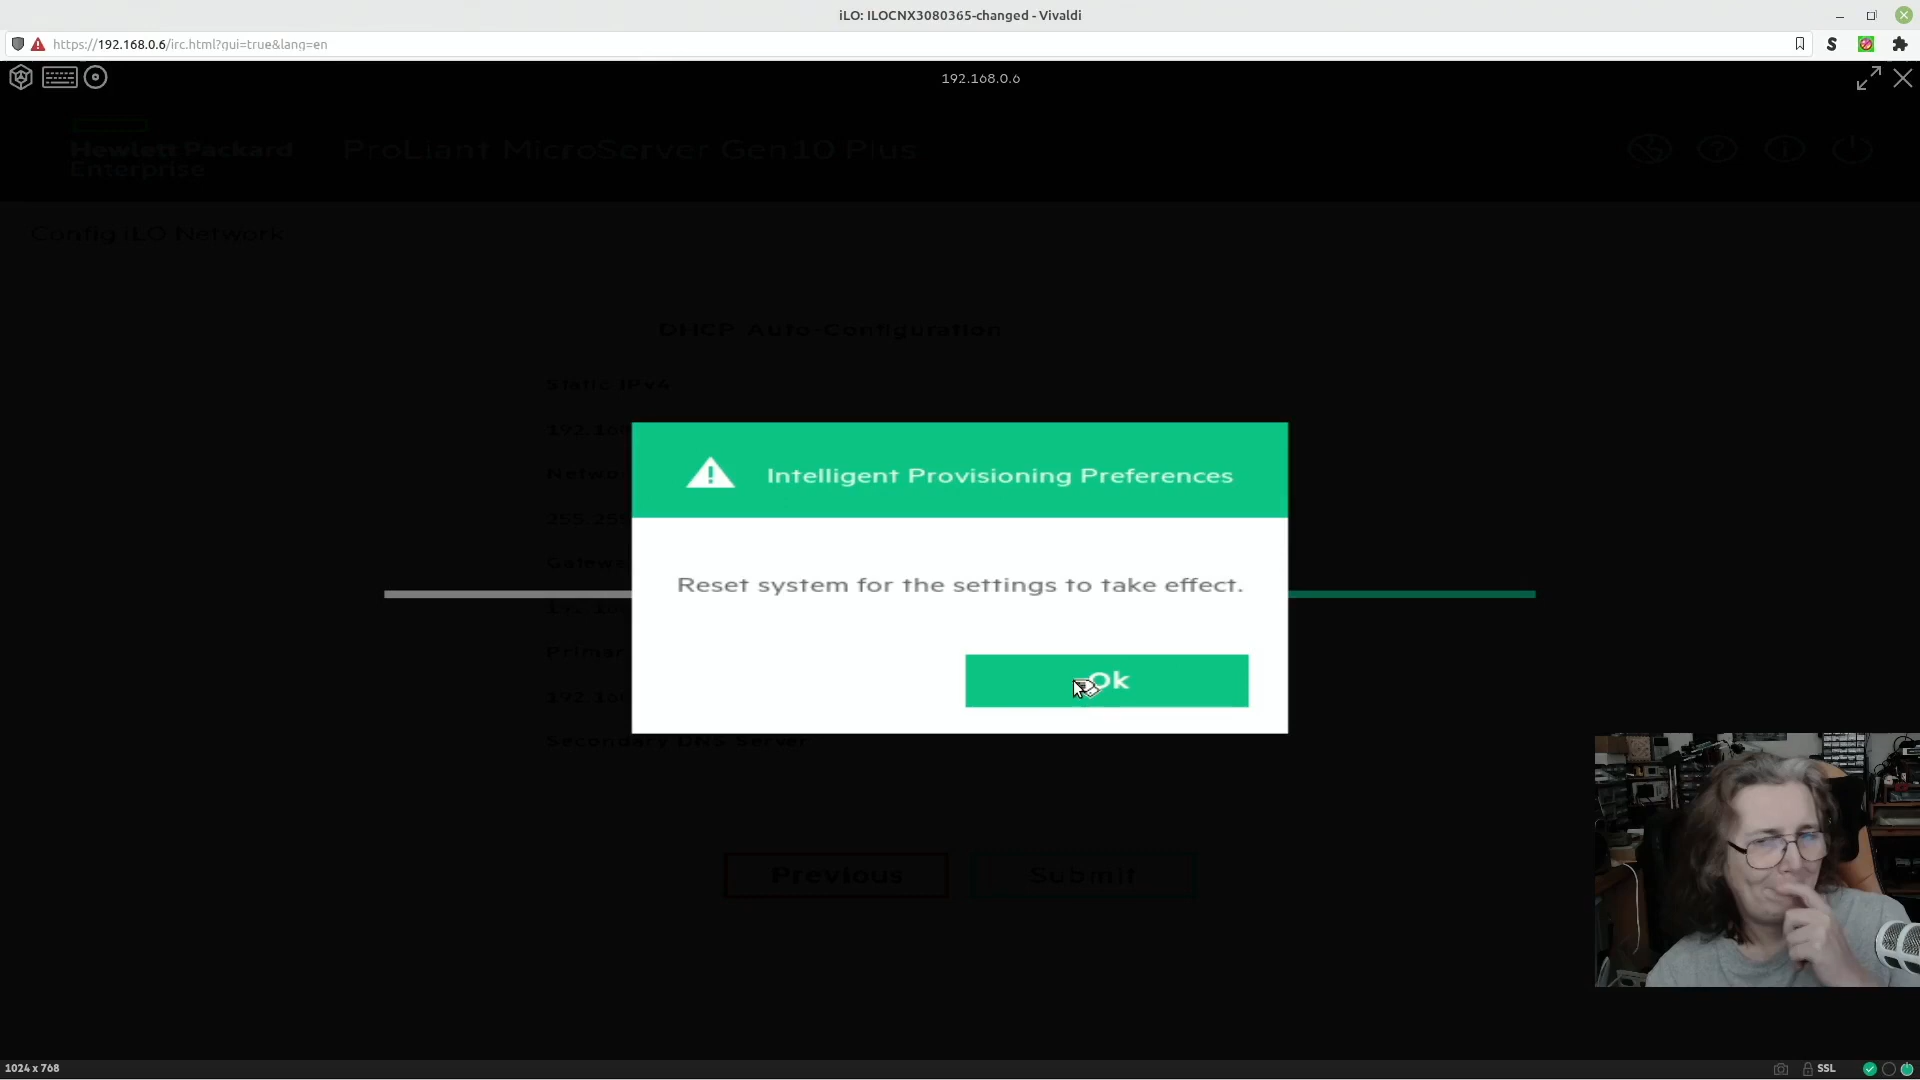 iLO: ILOCNX3080365-changed - Vivaldi
https://192.168.0.6/irc.html?gui=true&lang=en
192.168.0.6
Hewlett Packard
Enterprise
ProLiant MicroServer Gen10 Plus
Config iLO Network
DHCP Auto-Configuration
Static IPv4
Intelligent Provisioning Preferences
Reset system for the settings to take effect.
Ok
Secondary DNS Server
Previous
Submit
1024 x 768
SSL